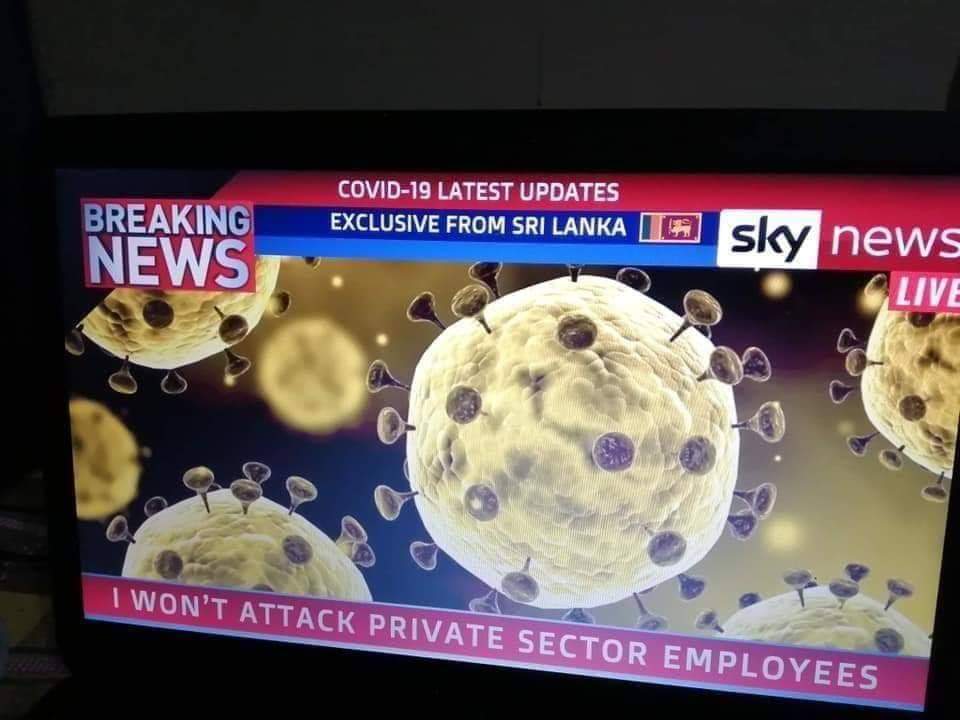 COVID-19 LATEST UPDATES
BREAKING
NEWS
EXCLUSIVE FROM SRI LANKA
sky news
LIVE
I WON'T ATTACK PRIVATE SECTOR EMPLOYEES